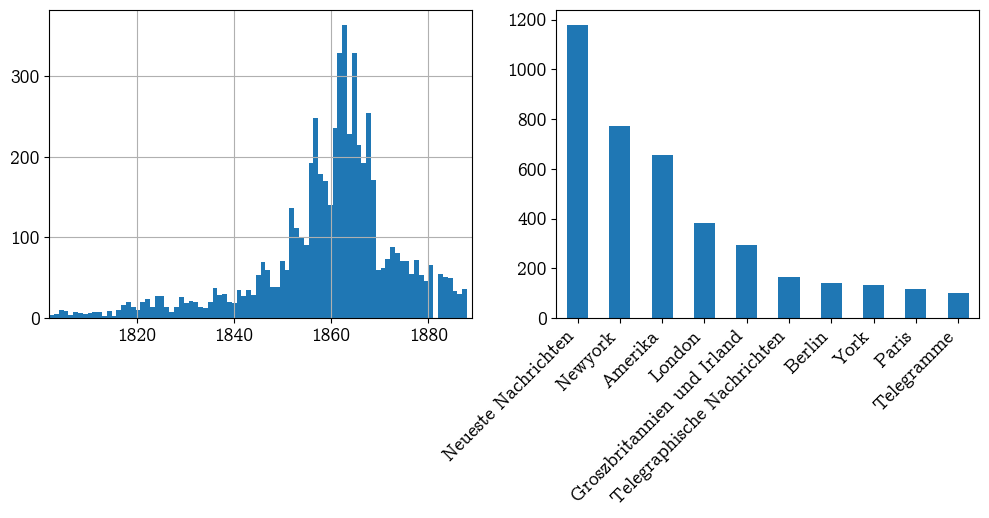 300
200
100
0
1820 1840 1860 1880
1200
1000
800
600
400
200
0
Neueste Nachrichten
Newyork
Amerika
London
Groszbritannien und Irland
Telegraphische Nachrichten
Berlin
York
Paris
Telegramme